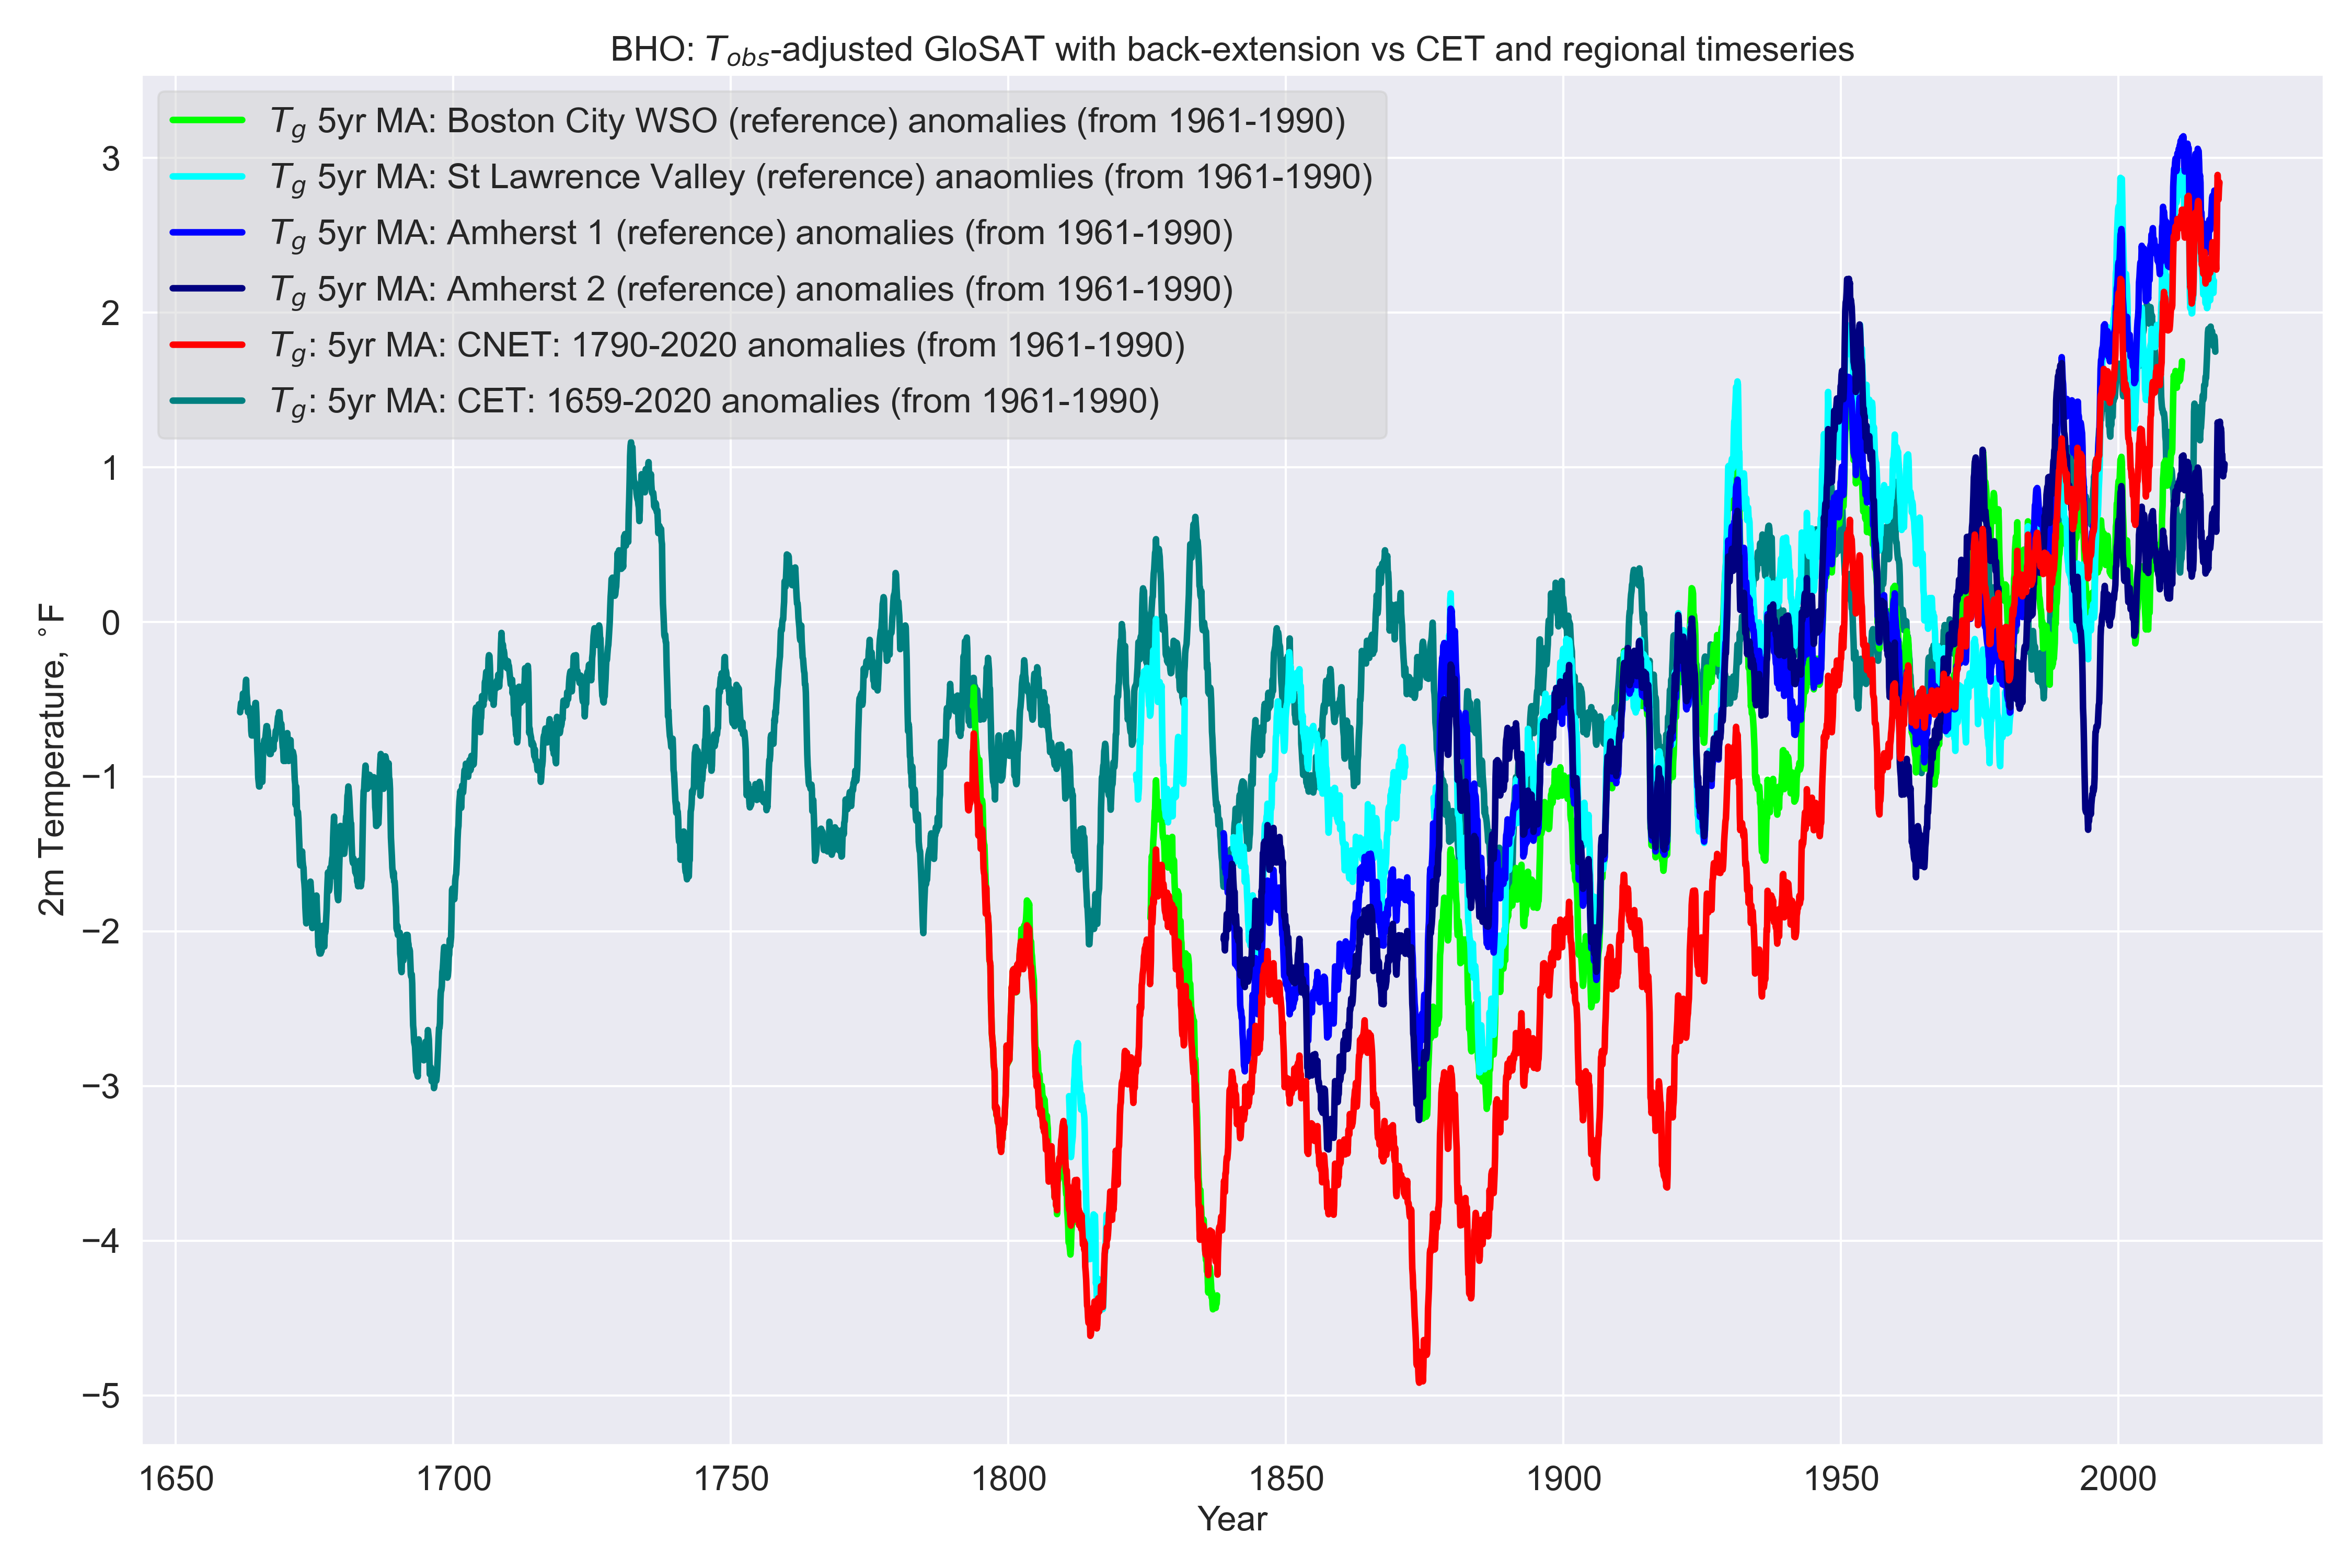 BHO: T_obs-adjusted GloSAT with back-extension vs CET and regional timeseries
T_g 5yr MA: Boston City WSO (reference) anomalies (from 1961-1990)
T_g 5yr MA: St Lawrence Valley (reference) anaomlies (from 1961-1990)
T_g 5yr MA: Amherst 1 (reference) anomalies (from 1961-1990)
T_g 5yr MA: Amherst 2 (reference) anomalies (from 1961-1990)
T_g: 5yr MA: CNET: 1790-2020 anomalies (from 1961-1990)
T_g: 5yr MA: CET: 1659-2020 anomalies (from 1961-1990)
2m Temperature, °F
3
2
1
0
−1
−2
−3
−4
−5
1650 1700 1750 1800 1850 1900 1950 2000
Year